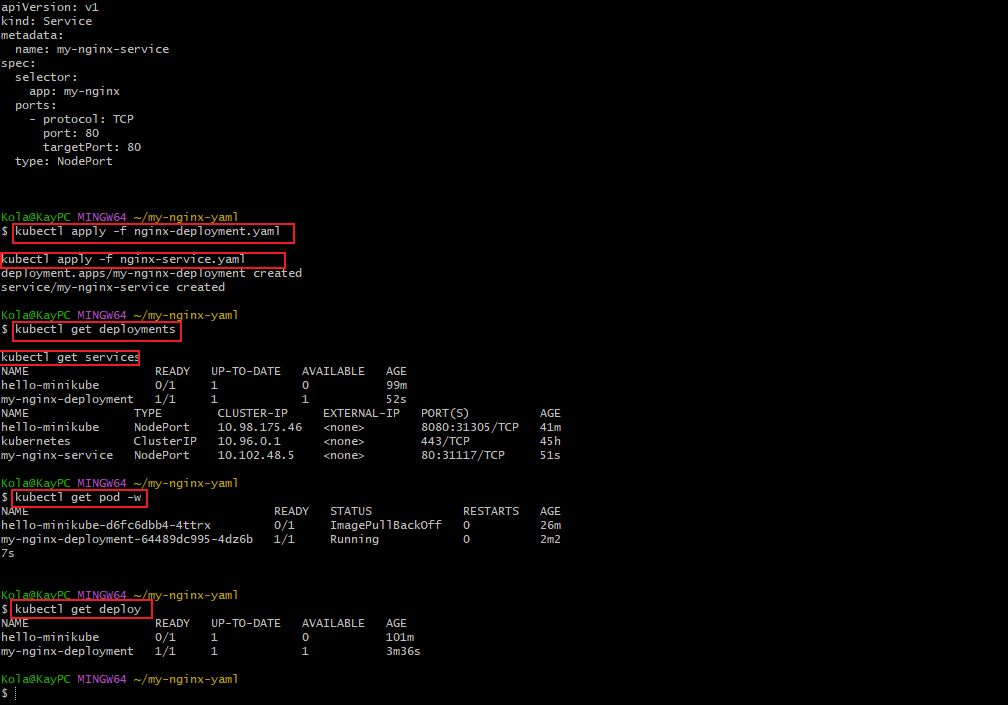 apiVersion: v1
kind: Service
metadata:
  name: my-nginx-service
spec:
  selector:
    app: my-nginx
  ports:
    - protocol: TCP
      port: 80
      targetPort: 80
  type: NodePort
Kola@KayPC MINGW64 ~/my-nginx-yaml
$ kubectl apply -f nginx-deployment.yaml
kubectl apply -f nginx-service.yaml
deployment.apps/my-nginx-deployment created
service/my-nginx-service created
Kola@KayPC MINGW64 ~/my-nginx-yaml
$ kubectl get deployments
kubectl get services
NAME                  READY   UP-TO-DATE   AVAILABLE   AGE
hello-minikube        0/1     1            0           99m
my-nginx-deployment   1/1     1            1           52s
NAME               TYPE        CLUSTER-IP     EXTERNAL-IP   PORT(S)          AGE
hello-minikube     NodePort    10.98.175.46   <none>        8080:31305/TCP   41m
kubernetes         ClusterIP   10.96.0.1      <none>        443/TCP          45h
my-nginx-service   NodePort    10.102.48.5    <none>        80:31117/TCP     51s
Kola@KayPC MINGW64 ~/my-nginx-yaml
$ kubectl get pod -w
NAME                                   READY   STATUS             RESTARTS   AGE
hello-minikube-d6fc6dbb4-4ttrx         0/1     ImagePullBackOff   0          26m
my-nginx-deployment-64489dc995-4dz6b   1/1     Running            0          2m2
7s
Kola@KayPC MINGW64 ~/my-nginx-yaml
$ kubectl get deploy
NAME                  READY   UP-TO-DATE   AVAILABLE   AGE
hello-minikube        0/1     1            0           101m
my-nginx-deployment   1/1     1            1           3m36s
Kola@KayPC MINGW64 ~/my-nginx-yaml
$